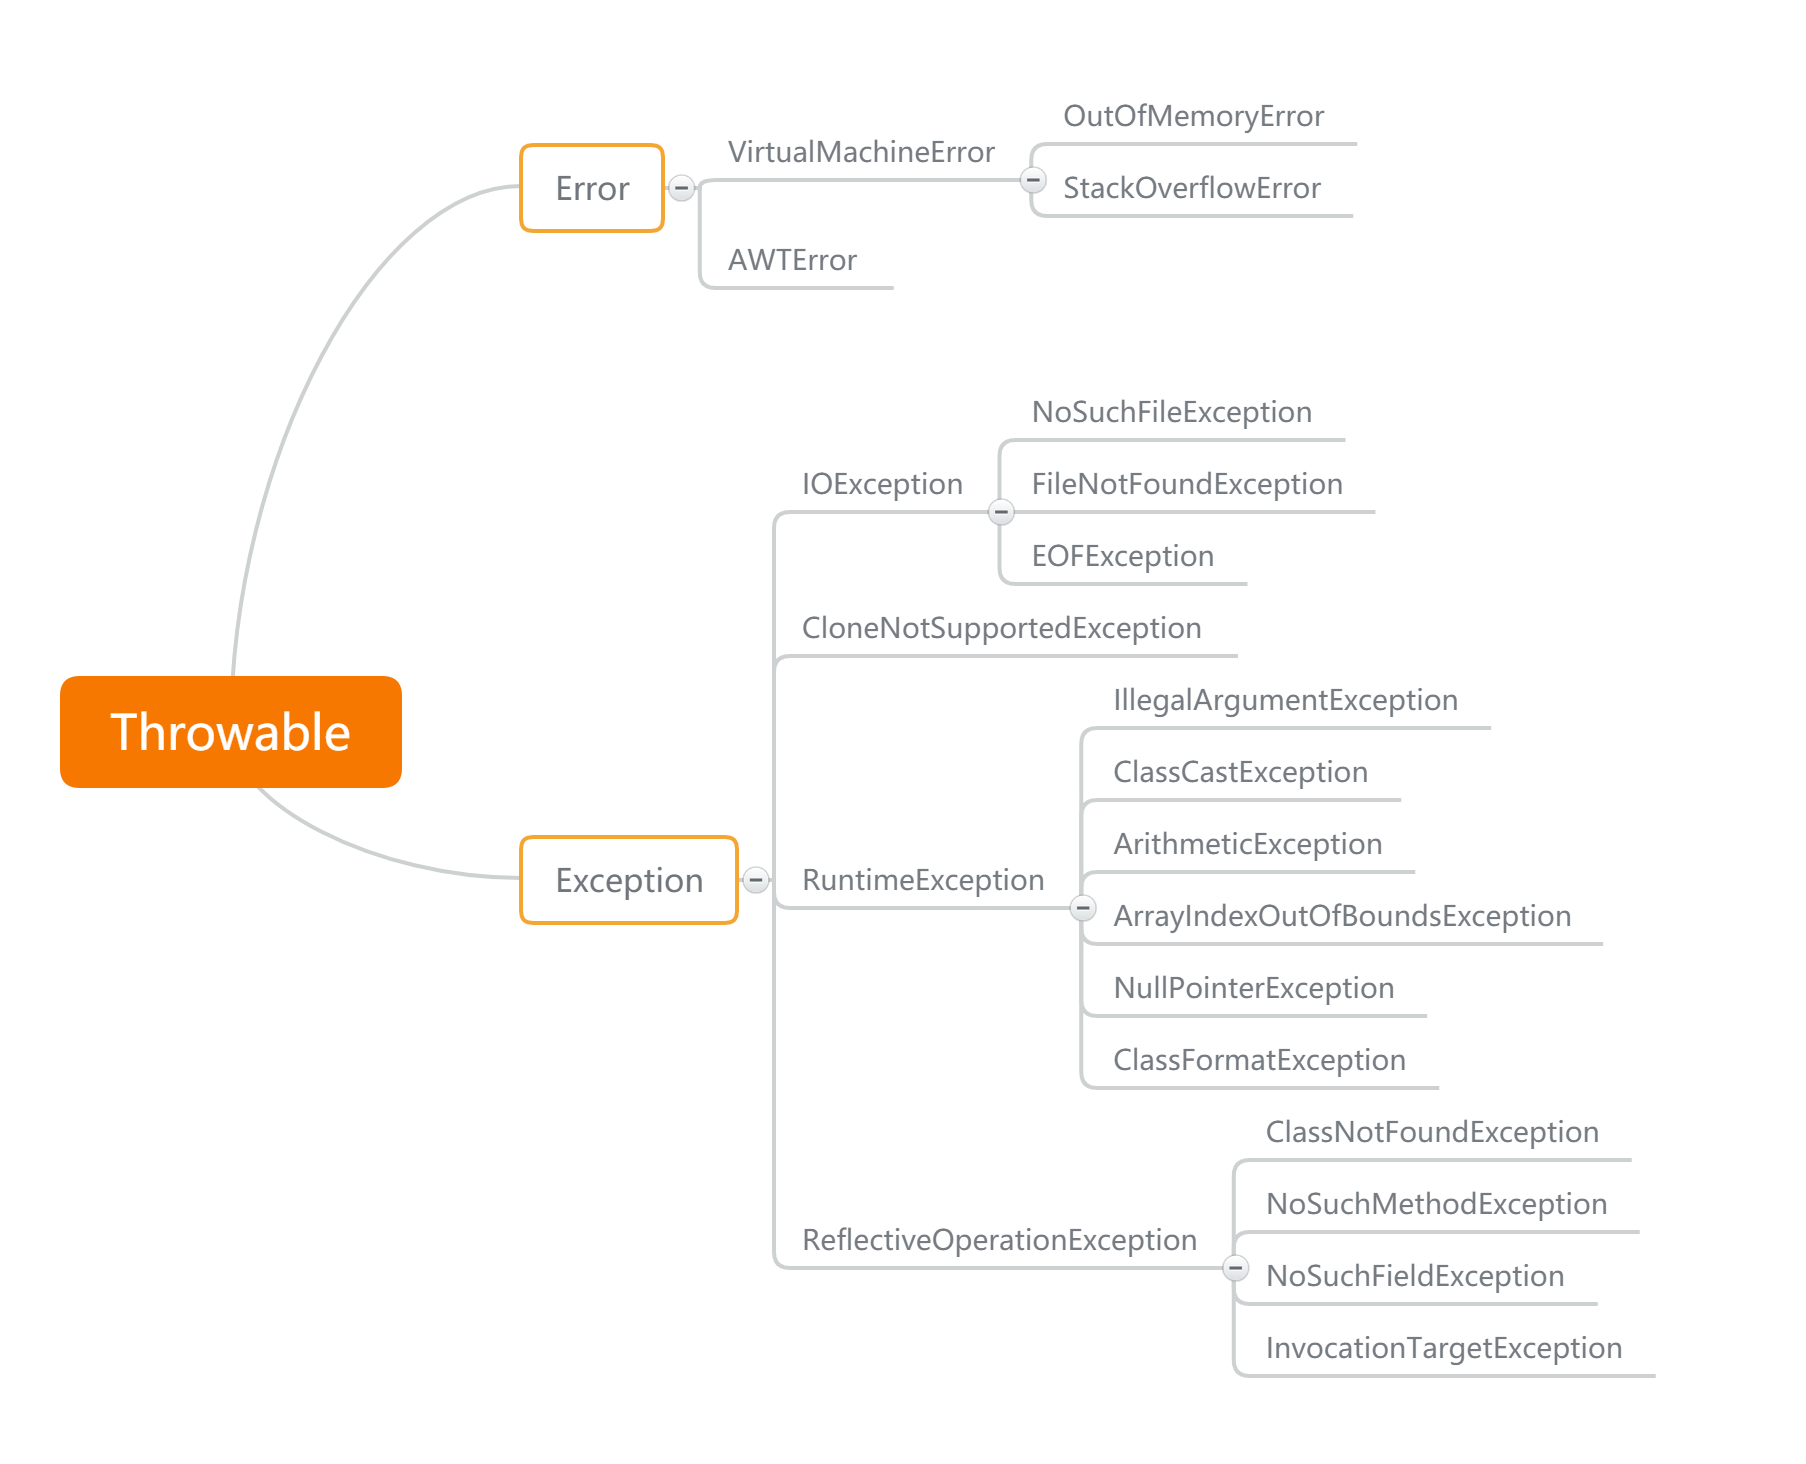 Throwable
Error
VirtualMachineError
OutOfMemoryError
StackOverflowError
AWTError
Exception
IOException
NoSuchFileException
FileNotFoundException
EOFException
CloneNotSupportedException
RuntimeException
IllegalArgumentException
ClassCastException
ArithmeticException
ArrayIndexOutOfBoundsException
NullPointerException
ClassFormatException
ReflectiveOperationException
ClassNotFoundException
NoSuchMethodException
NoSuchFieldException
InvocationTargetException